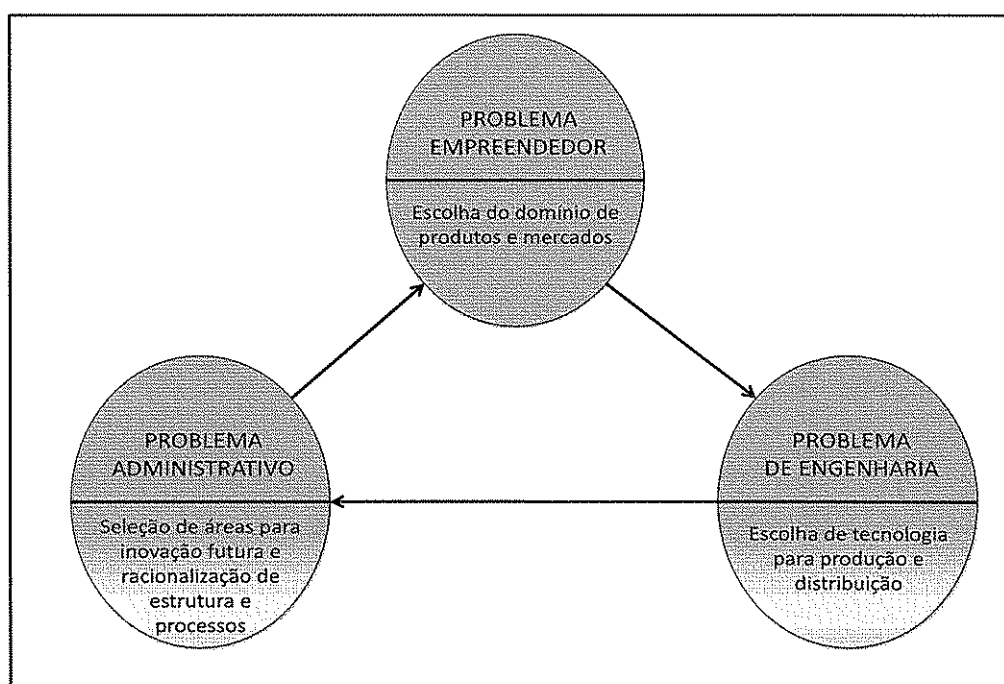 PROBLEMA
EMPREENDEDOR
Escolha do domínio de
produtos e mercados
PROBLEMA
ADMINISTRATIVO
Seleção de áreas para
inovação futura e
racionalização de
estrutura e
processos
PROBLEMA
DE ENGENHARIA
Escolha de tecnologia
para produção e
distribuição